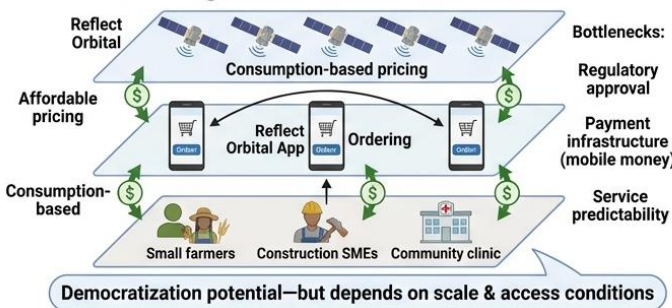 Reflect
Orbital
Consumption-based pricing
Bottlenecks:
Affordable
pricing
Regulatory
approval
$
$
Order!
Reflect
Orbital App
Order!
Ordering
Order!
Payment
infrastructure
(mobile money)
Consumption-
based
$
$
$
Service
predictability
Small farmers
Construction SMEs
Community clinic
Democratization potential—but depends on scale & access conditions